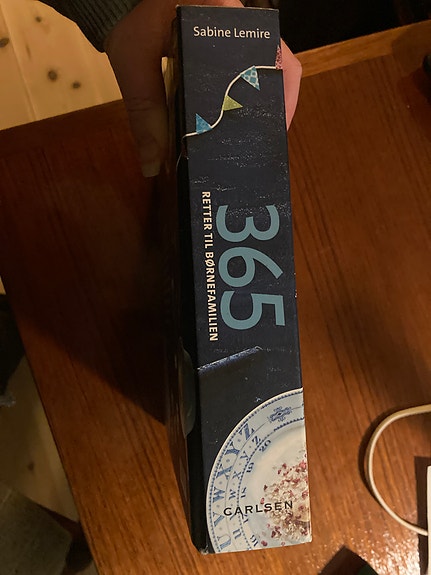 Sabine Lemire
365
RETTER TIL BØRNEFAMILIEN
CARLSEN